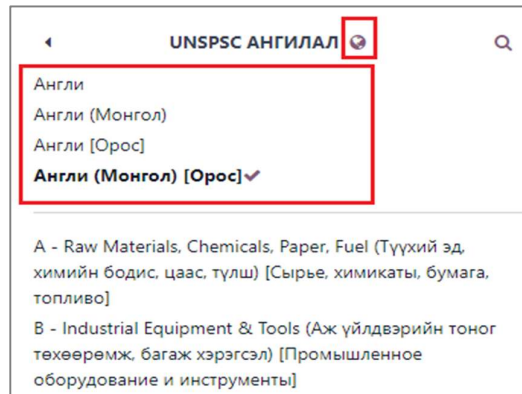 UNSPSC АНГИЛАЛ
Англи
Англи (Монгол)
Англи [Орос]
Англи (Монгол) [Орос]
A - Raw Materials, Chemicals, Paper, Fuel (Түүхий эд,
химийн бодис, цаас, түлш) [Сырье, химикаты, бумага,
топливо]
B - Industrial Equipment & Tools (Аж үйлдвэрийн тоног
төхөөрөмж, багаж хэрэгсэл) [Промышленное
оборудование и инструменты]